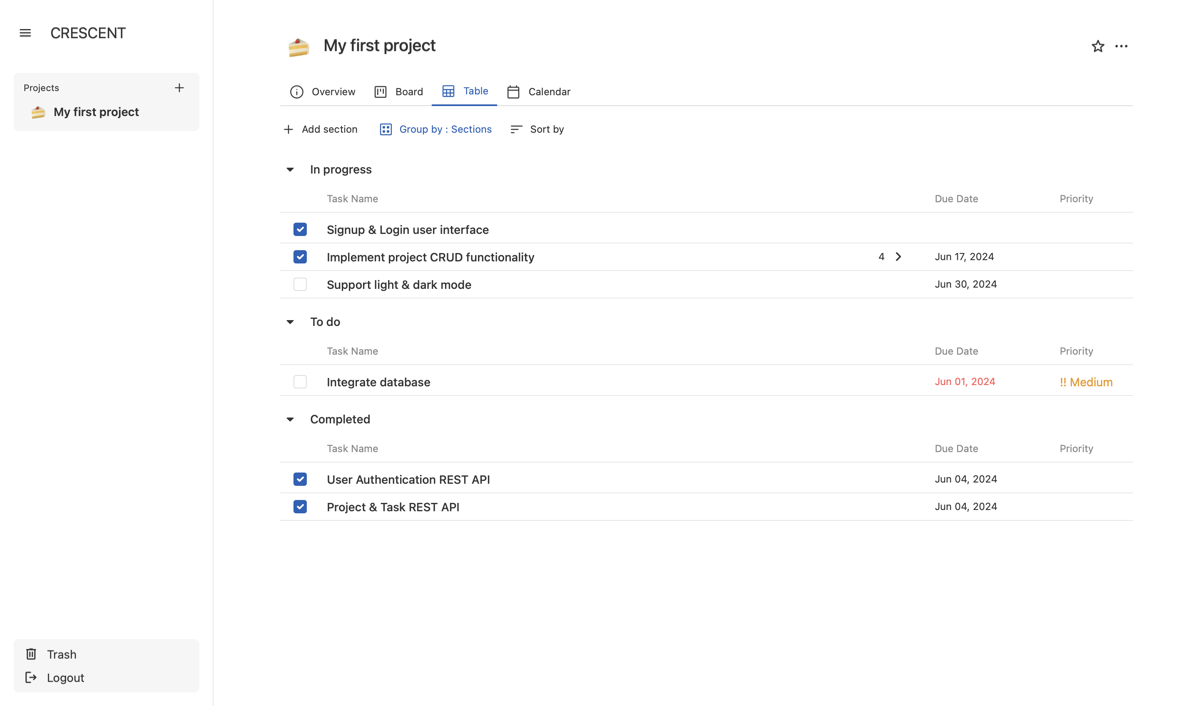 CRESCENT
Projects
My first project
Trash
Logout
My first project
Overview Board Table Calendar
Add section Group by : Sections Sort by
In progress
Task Name Due Date Priority
Signup & Login user interface
Implement project CRUD functionality 4 Jun 17, 2024
Support light & dark mode Jun 30, 2024
To do
Task Name Due Date Priority
Integrate database Jun 01, 2024 !! Medium
Completed
Task Name Due Date Priority
User Authentication REST API Jun 04, 2024
Project & Task REST API Jun 04, 2024